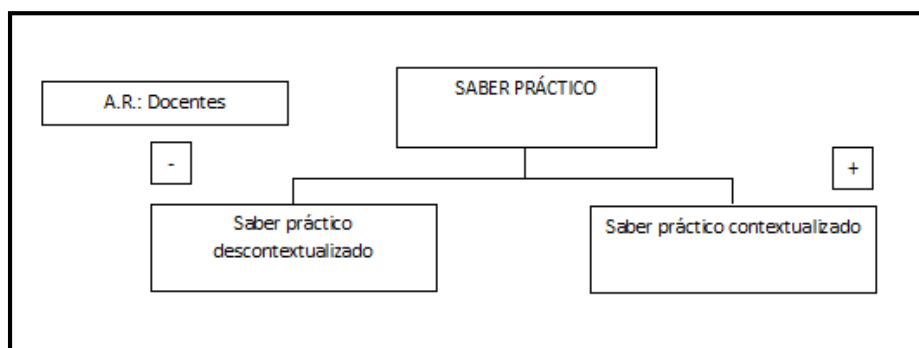 SABER PRÁCTICO
A.R.: Docentes
-
+
Saber práctico
descontextualizado
Saber práctico contextualizado